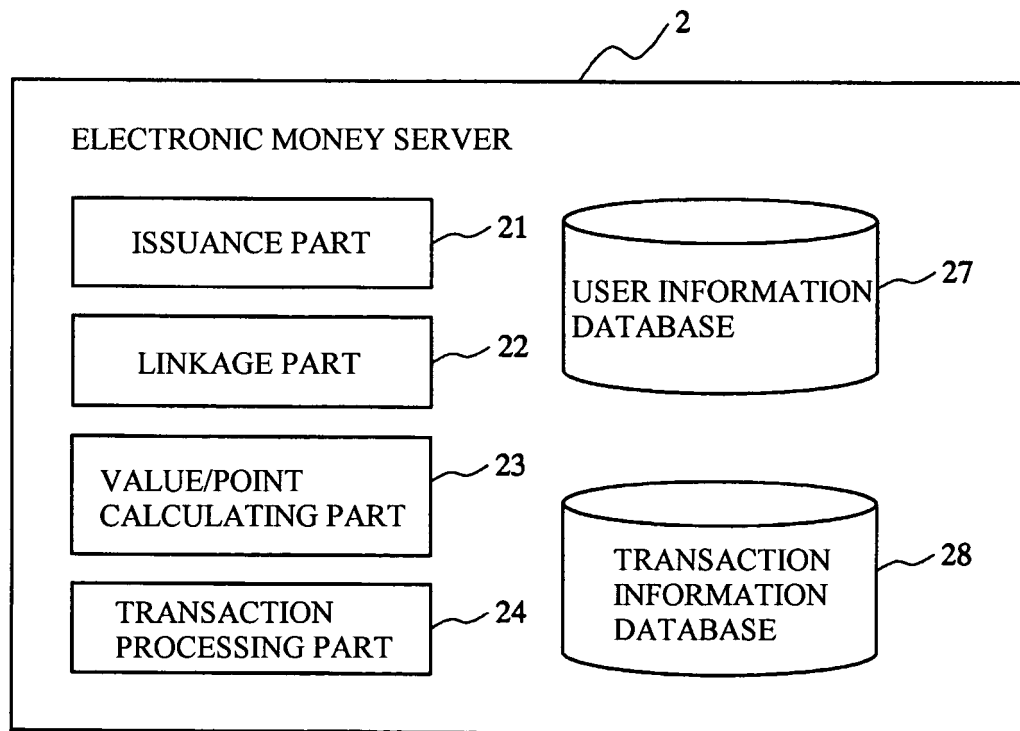 2
ELECTRONIC MONEY SERVER
ISSUANCE PART
21
LINKAGE PART
22
VALUE/POINT
CALCULATING PART
23
TRANSACTION
PROCESSING PART
24
USER INFORMATION
DATABASE
27
TRANSACTION
INFORMATION
DATABASE
28